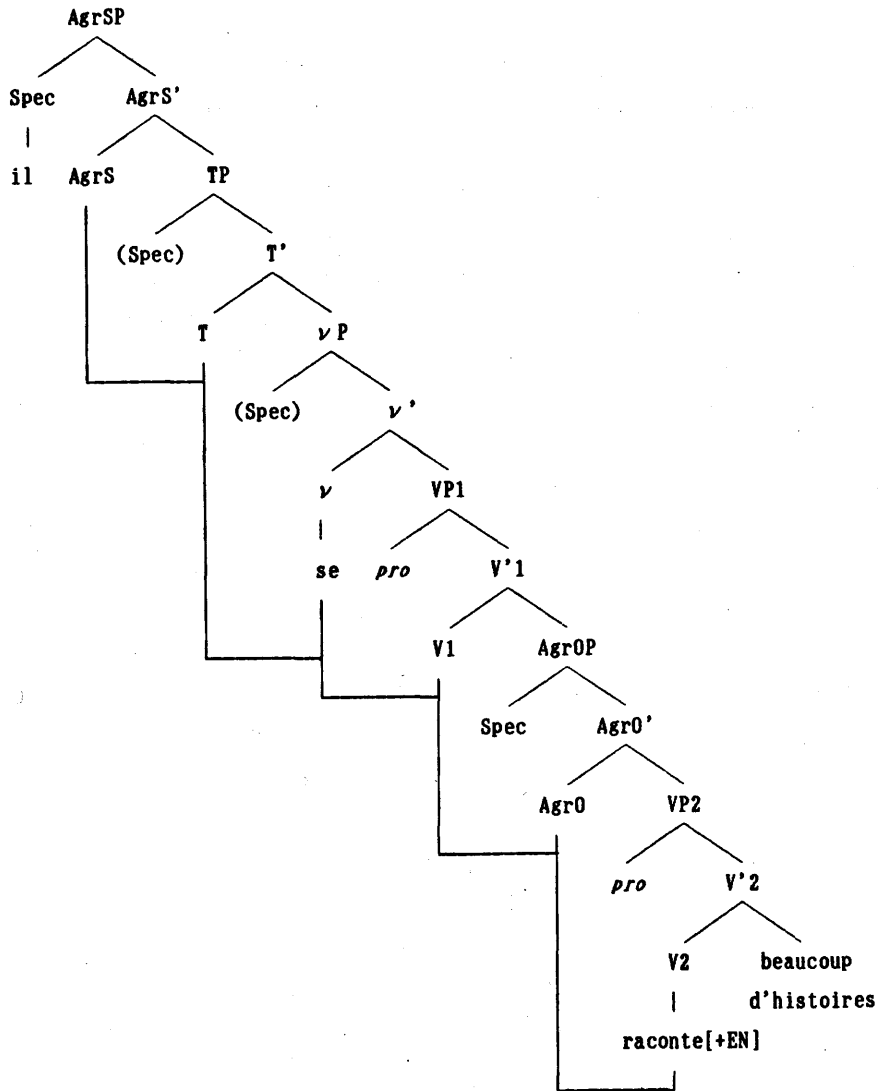 AgrSP
Spec AgrS'
il AgrS TP
(Spec) T'
T νP
(Spec) ν'
ν VP1
se pro V'1
V1 AgrOP
Spec AgrO'
AgrO VP2
pro V'2
V2 beaucoup
d'histoires
raconte[+EN]